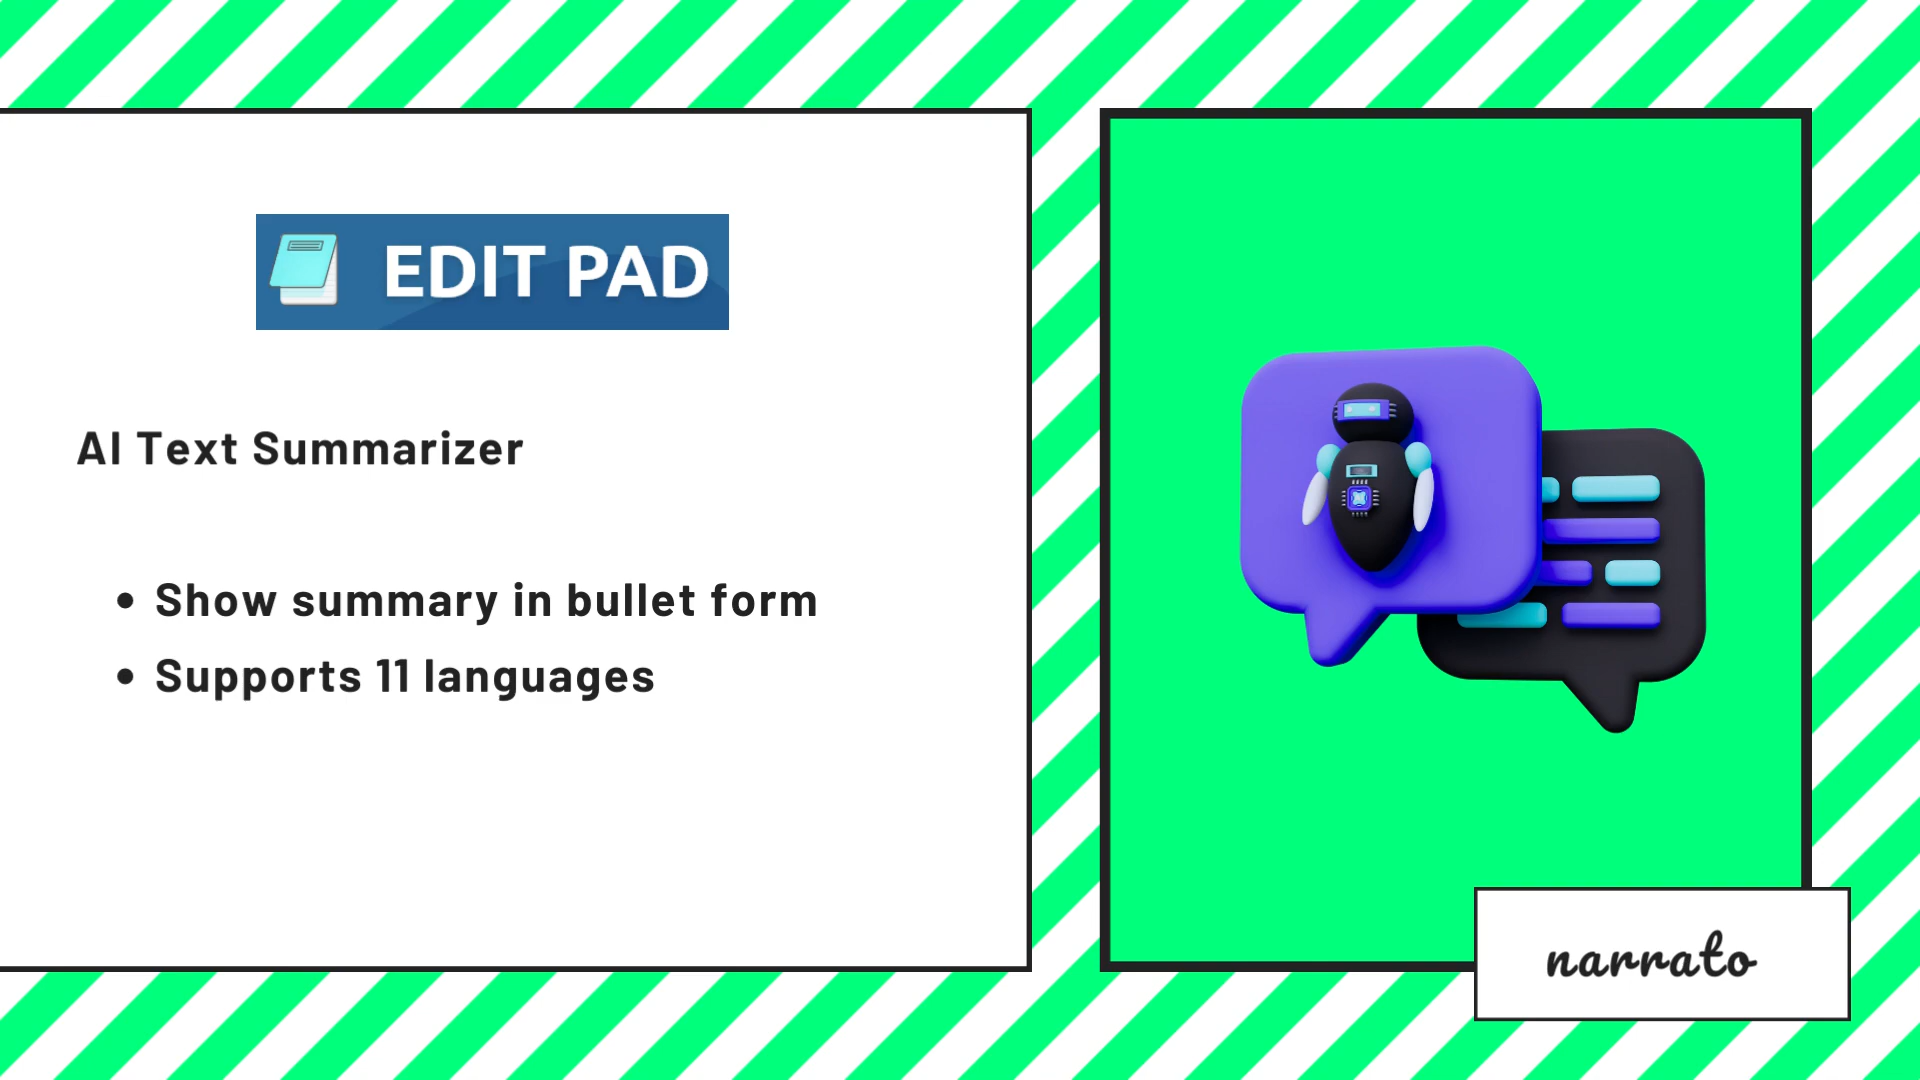 EDIT PAD
AI Text Summarizer
• Show summary in bullet form
• Supports 11 languages
narrato